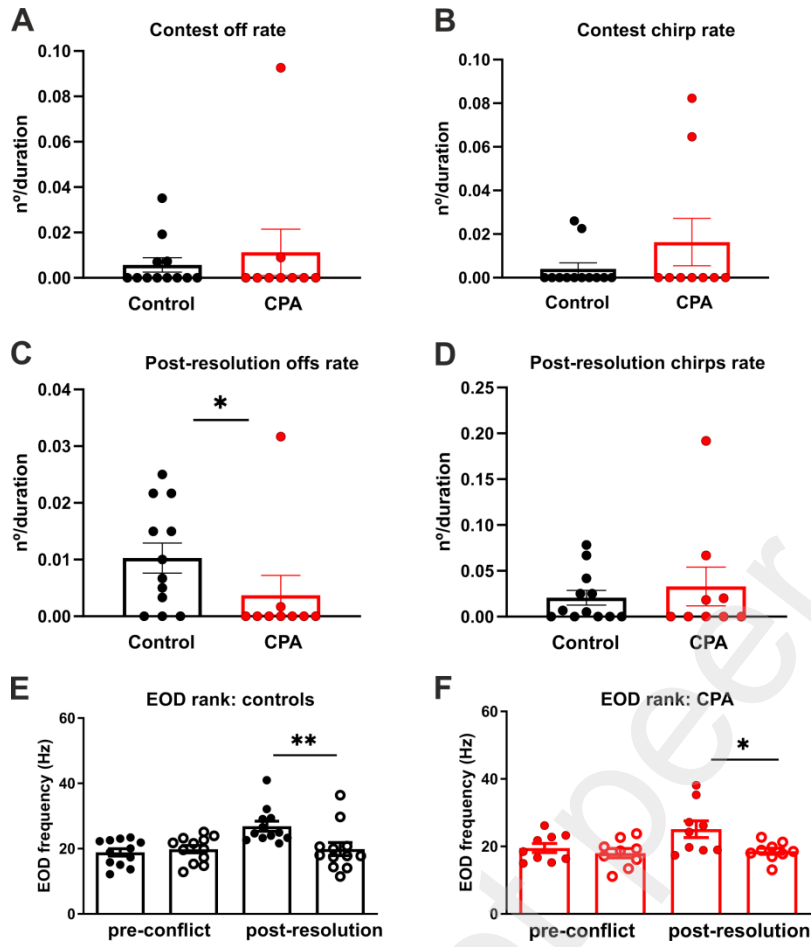 A
Contest off rate
nº/duration
0.10
0.08
0.06
0.04
0.02
0.00
Control CPA
B
Contest chirp rate
nº/duration
0.10
0.08
0.06
0.04
0.02
0.00
Control CPA
C
Post-resolution offs rate
nº/duration
0.04
0.03
0.02
0.01
0.00
*
Control CPA
D
Post-resolution chirps rate
nº/duration
0.25
0.20
0.15
0.10
0.05
0.00
Control CPA
E
EOD rank: controls
EOD frequency (Hz)
60
40
20
0
**
pre-conflict post-resolution
F
EOD rank: CPA
EOD frequency (Hz)
60
40
20
0
*
pre-conflict post-resolution
t peer